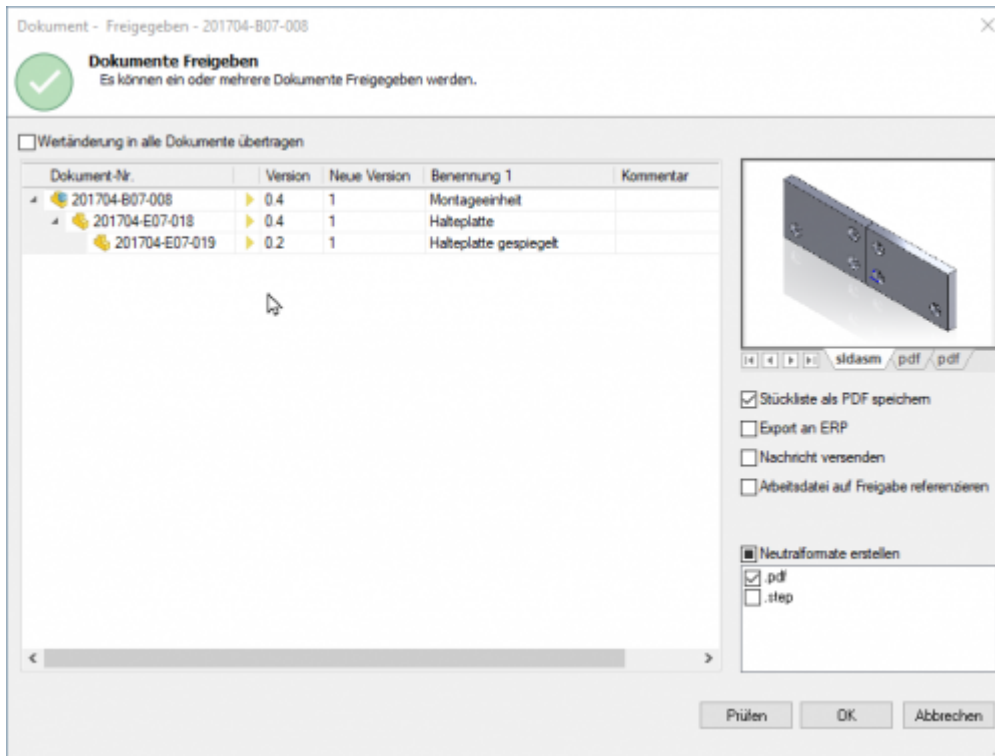 Dokument - Freigegeben - 201704-B07-008
Dokumente Freigeben
Es können ein oder mehrere Dokumente Freigegeben werden.
Wertänderung in alle Dokumente übertragen
Dokument-Nr. Version Neue Version Benennung 1 Kommentar
201704-B07-008 0.4 1 Montageeinheit
201704-E07-018 0.4 1 Halteplatte
201704-E07-019 0.2 1 Halteplatte gespiegelt
sldasm pdf pdf
Stückliste als PDF speichern
Export an ERP
Nachricht versenden
Arbeitsdatei auf Freigabe referenzieren
Neutralformate erstellen
.pdf
.step
Prüfen OK Abbrechen